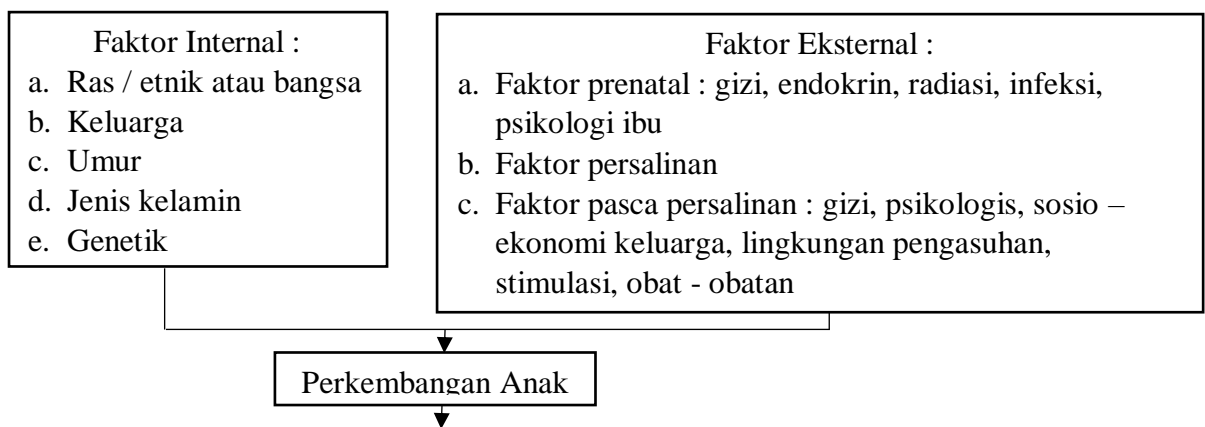 Faktor Internal :
a. Ras / etnik atau bangsa
b. Keluarga
c. Umur
d. Jenis kelamin
e. Genetik
Faktor Eksternal :
a. Faktor prenatal : gizi, endokrin, radiasi, infeksi,
psikologi ibu
b. Faktor persalinan
c. Faktor pasca persalinan : gizi, psikologis, sosio –
ekonomi keluarga, lingkungan pengasuhan,
stimulasi, obat - obatan
Perkembangan Anak